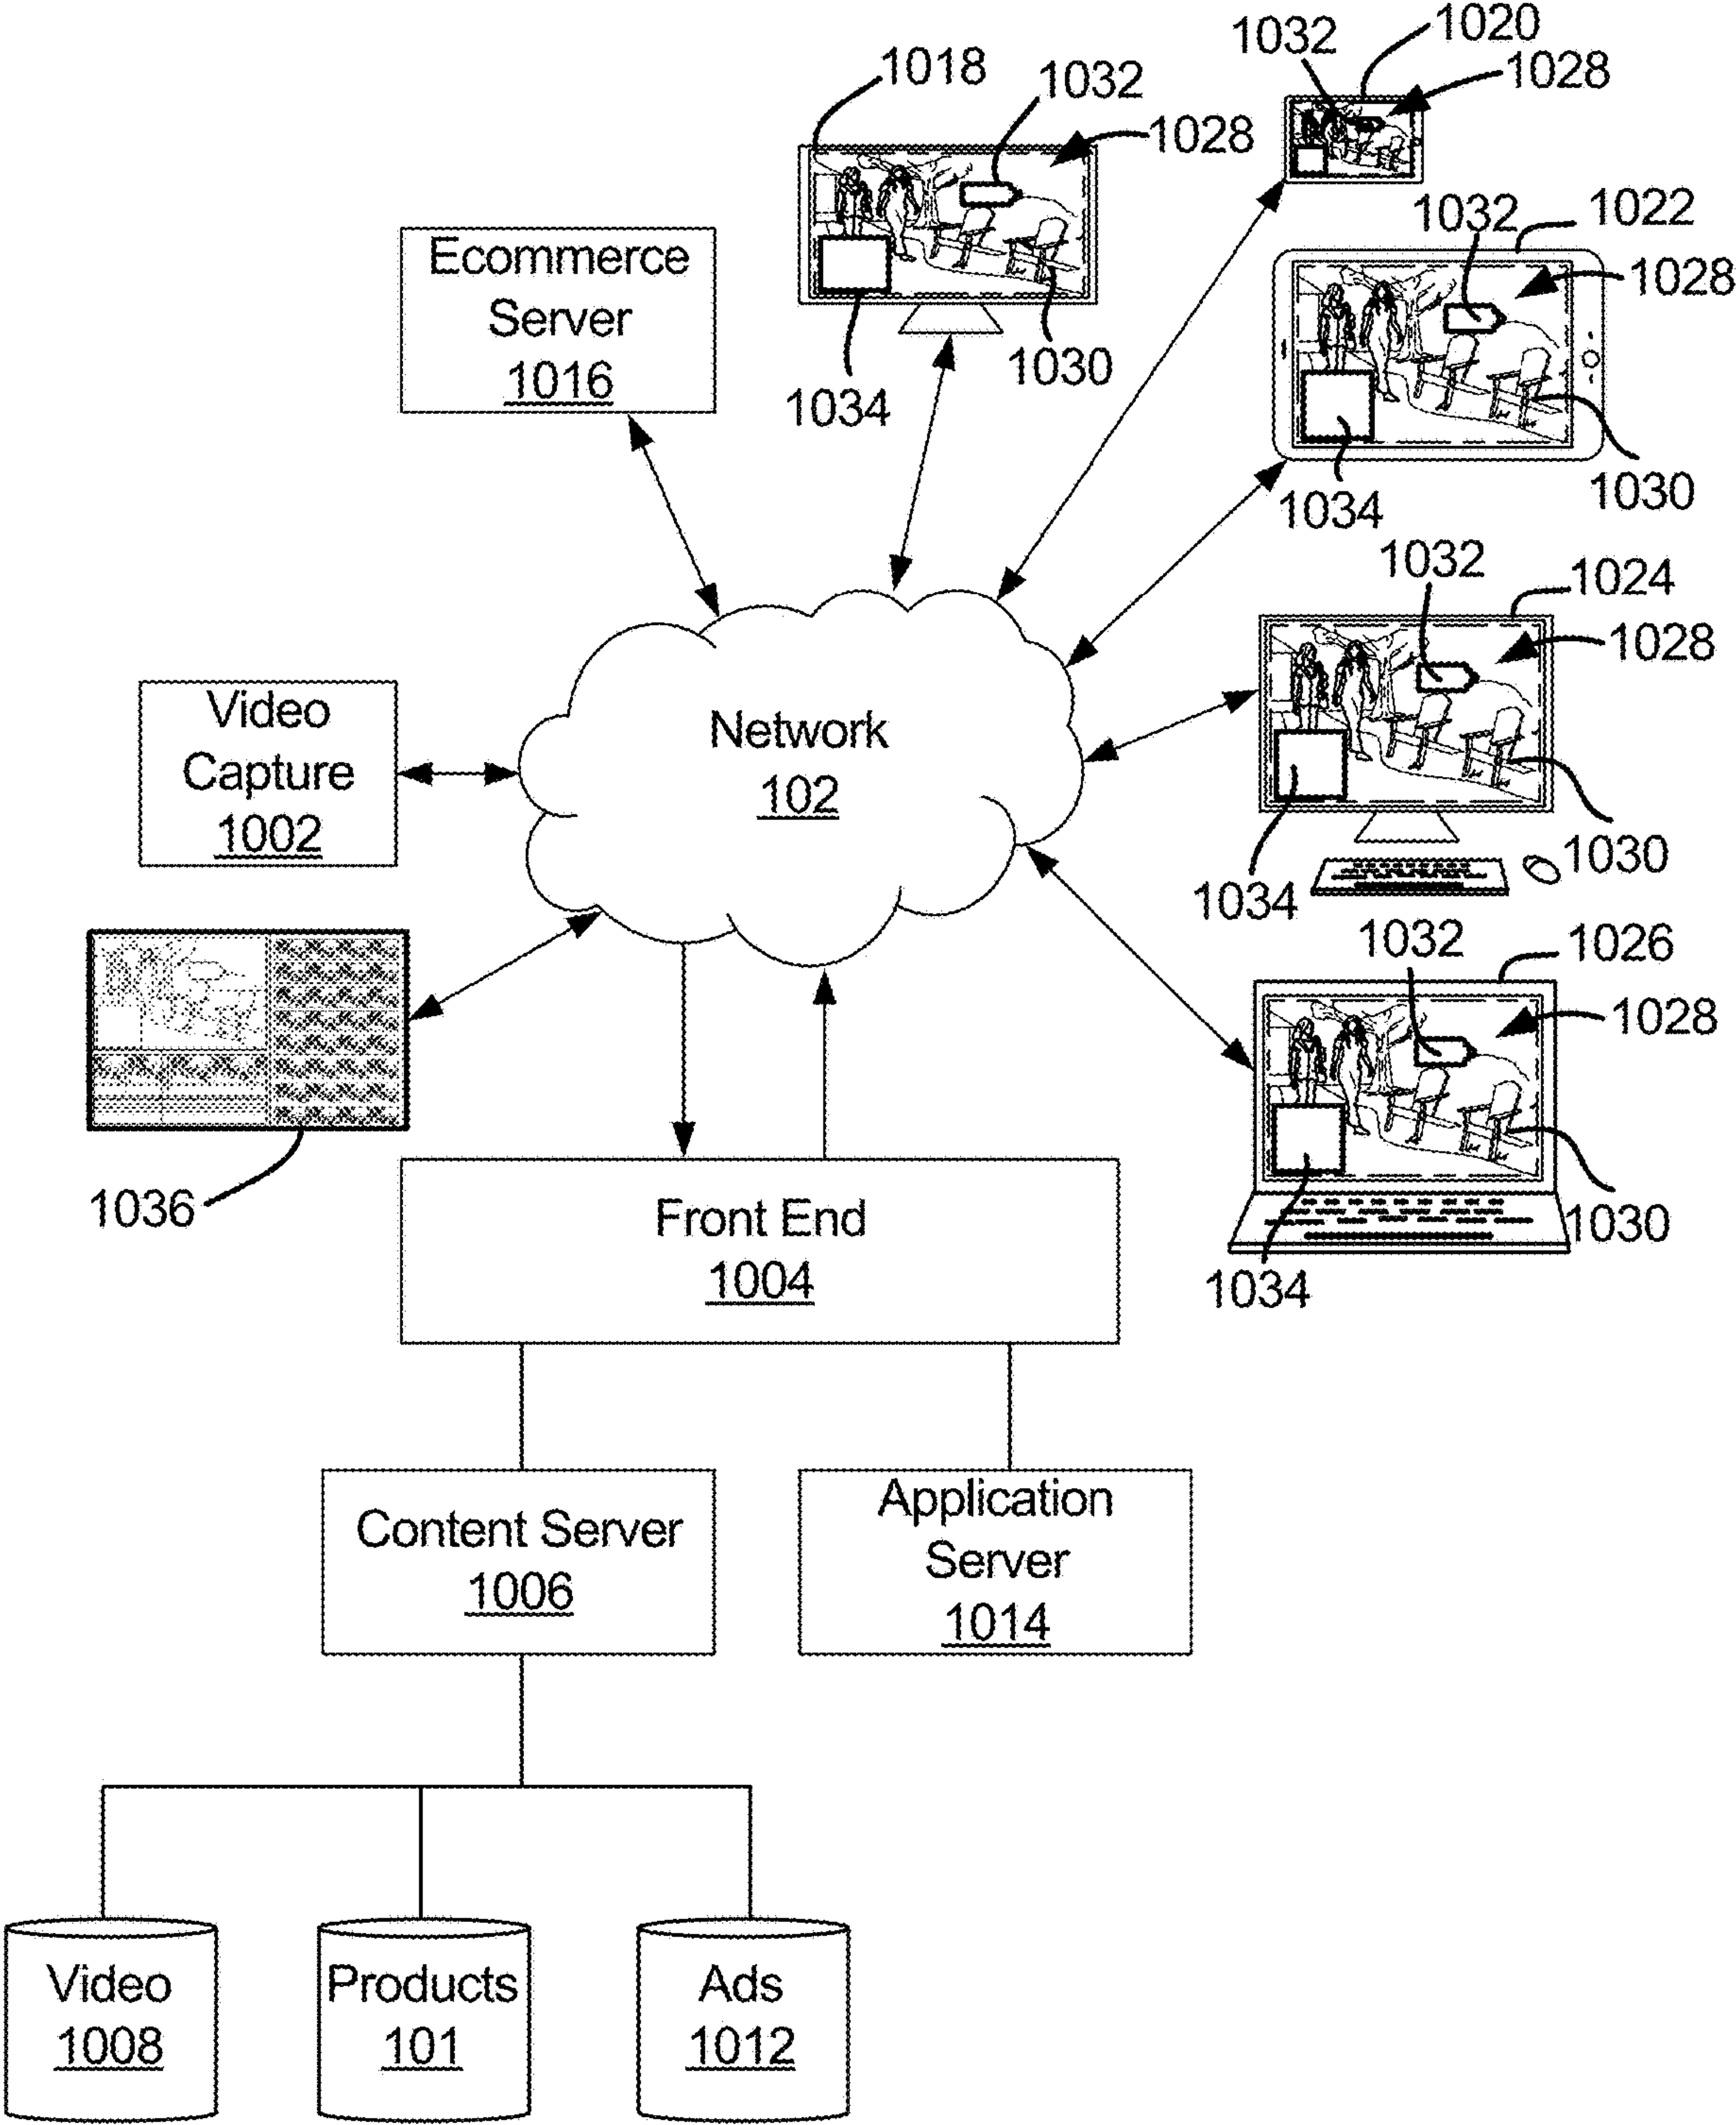 1020
1032
1028
1018
1032
1028
1022
1032
1028
Ecommerce
Server
1016
1030
1034
1030
1034
1032
1024
1028
Video
Capture
1002
Network
102
1030
1034
1032
1026
1028
1036
Front End
1004
1030
1034
Content Server
1006
Application
Server
1014
Video
1008
Products
101
Ads
1012